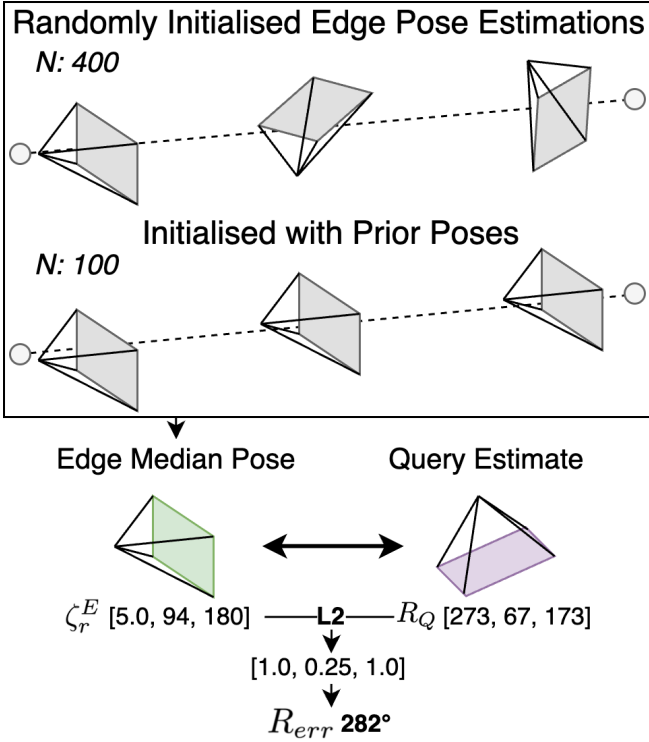 Randomly Initialised Edge Pose Estimations
N: 400
Initialised with Prior Poses
N: 100
Edge Median Pose
Query Estimate
ζ_r^E [5.0, 94, 180] L2 R_Q [273, 67, 173]
[1.0, 0.25, 1.0]
R_err 282°